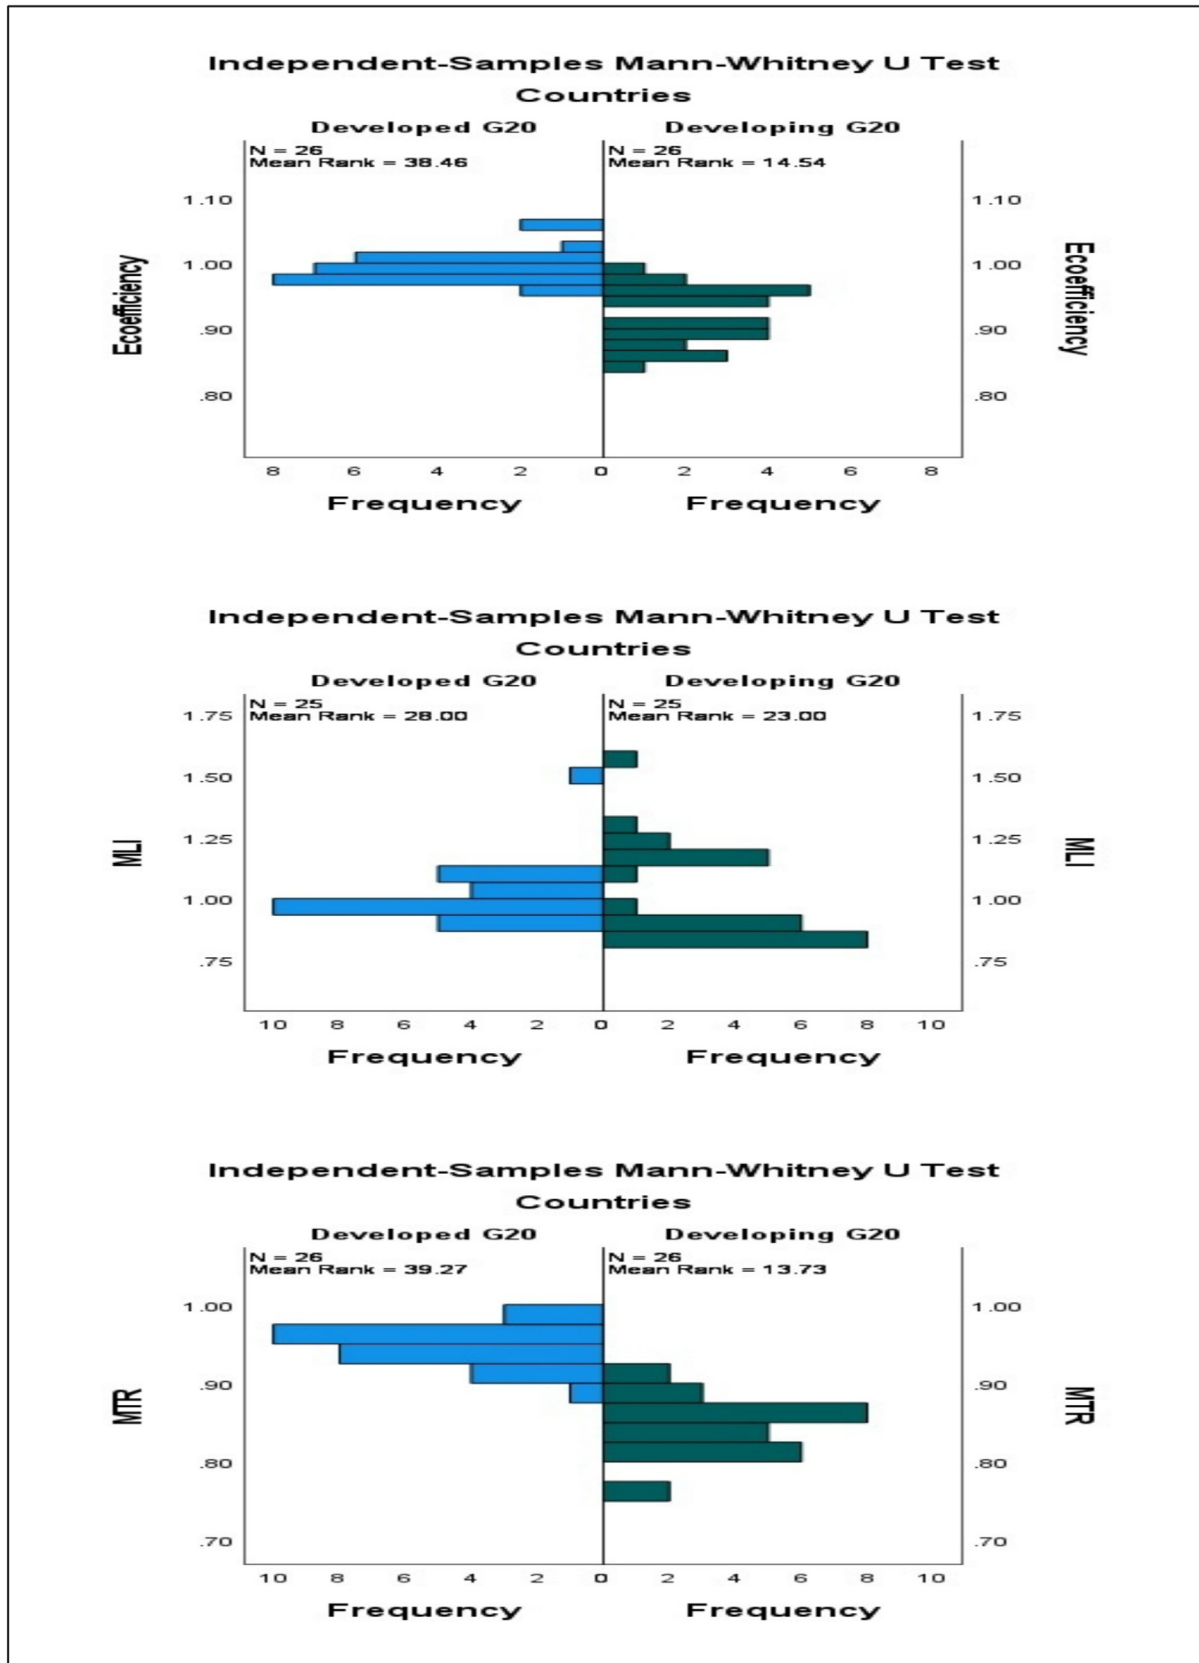 Independent-Samples Mann-Whitney U Test
Countries
Developed G20 Developing G20
N = 26 N = 26
Mean Rank = 38.46 Mean Rank = 14.54
1.10 1.10
1.00 1.00
.90 .90
.80 .80
Ecoefficiency Ecoefficiency
8 6 4 2 0 2 4 6 8
Frequency Frequency
Independent-Samples Mann-Whitney U Test
Countries
Developed G20 Developing G20
N = 25 N = 25
Mean Rank = 28.00 Mean Rank = 23.00
1.75 1.75
1.50 1.50
1.25 1.25
MLI MLI
1.00 1.00
.75 .75
10 8 6 4 2 0 2 4 6 8 10
Frequency Frequency
Independent-Samples Mann-Whitney U Test
Countries
Developed G20 Developing G20
N = 26 N = 26
Mean Rank = 39.27 Mean Rank = 13.73
1.00 1.00
.90 .90
MTR MTR
.80 .80
.70 .70
10 8 6 4 2 0 2 4 6 8 10
Frequency Frequency